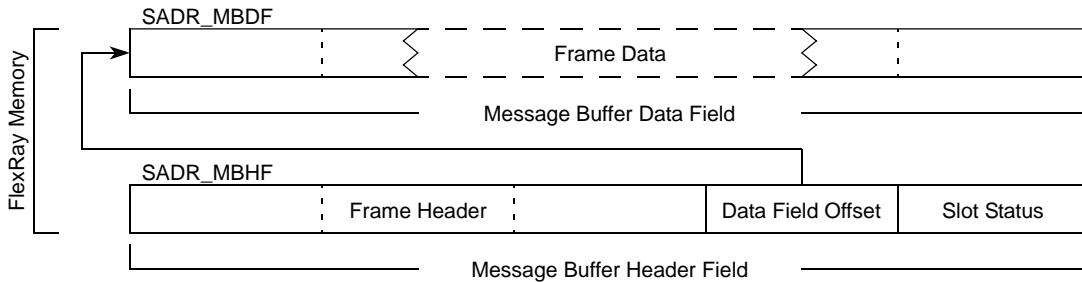 SADR_MBDF
Frame Data
Message Buffer Data Field
FlexRay Memory
SADR_MBHF
Frame Header
Data Field Offset
Slot Status
Message Buffer Header Field